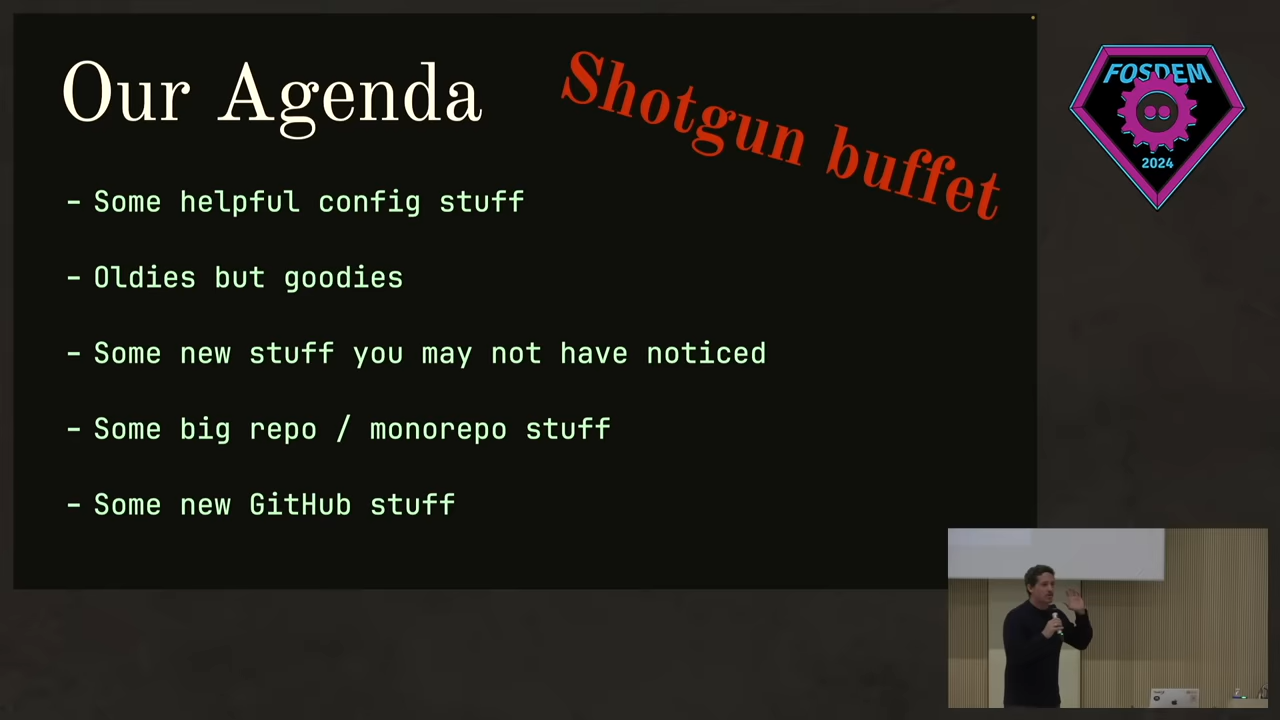 Our Agenda
Shotgun buffet
- Some helpful config stuff
- Oldies but goodies
- Some new stuff you may not have noticed
- Some big repo / monorepo stuff
- Some new GitHub stuff
FOSDEM
2024